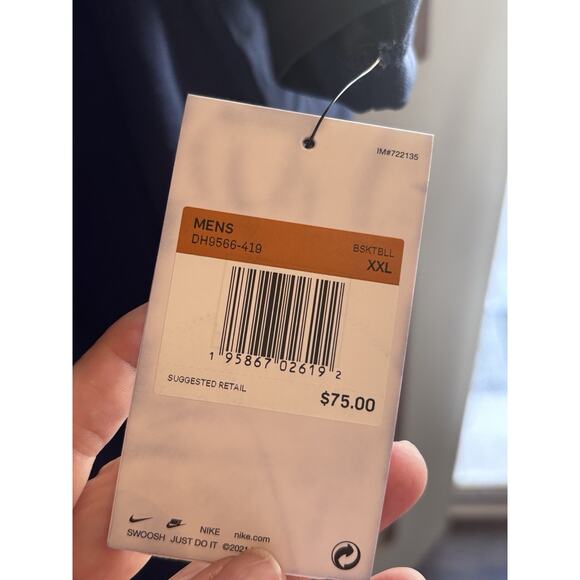 IM#722135
MENS
DH9566-419
BSKTBLL
XXL
1 95867 02619 2
SUGGESTED RETAIL
$75.00
NIKE nike.com
SWOOSH JUST DO IT ©2021